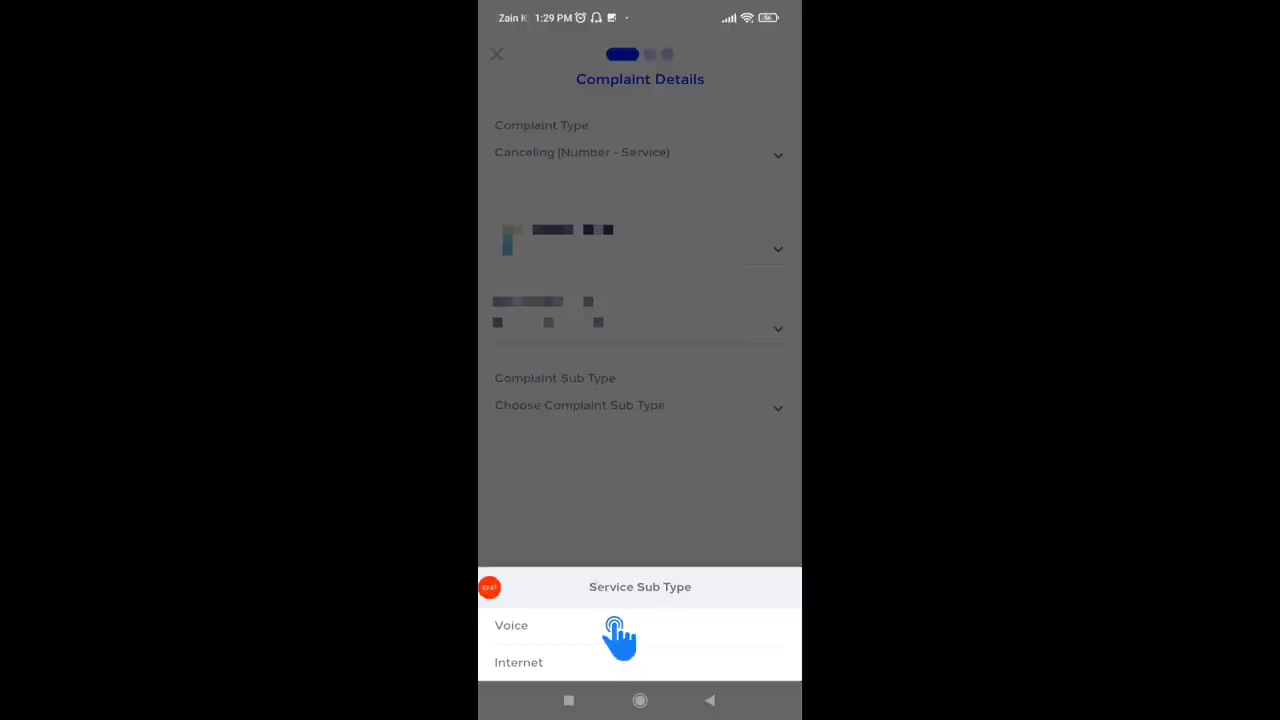 Zain K 1:29 PM
Complaint Details
Complaint Type
Canceling (Number - Service)
Complaint Sub Type
Choose Complaint Sub Type
Service Sub Type
Voice
Internet